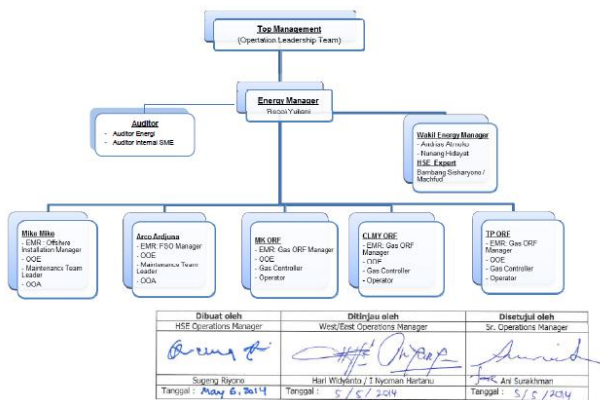 Top Management
(Opertation Leadership Team)
Energy Manager
Auditor
- Auditor Energi
- Auditor Internal SME
Wakil Energy Manager
- Andrias Atmoko
- Nunang Hidayat
HSE Expert
Bambang Sisharyono /
Machfud
Mike Mike
- EMR : Offshore
Installation Manager
- OOE
- Maintenance Team
Leader
- OOA
Arco Ardjuna
- EMR: FSO Manager
- OOE
- Maintenance Team
Leader
- OOA
MK ORF
- EMR: Gas ORF Manager
- OOE
- Gas Controller
- Operator
CLMY ORF
- EMR: Gas ORF
Manager
- OOE
- Gas Controller
- Operator
TP ORF
- EMR: Gas ORF
Manager
- OOE
- Gas Controller
- Operator
Dibuat oleh
Ditinjau oleh
Disetujui oleh
HSE Operations Manager
West/East Operations Manager
Sr. Operations Manager
Sugeng Riyono
Hari Widyanto / I Nyoman Hartanu
Ani Surakhman
Tanggal : May 6, 2014
Tanggal : 5 / 5 / 2014
Tanggal : 5 / 5 / 2014